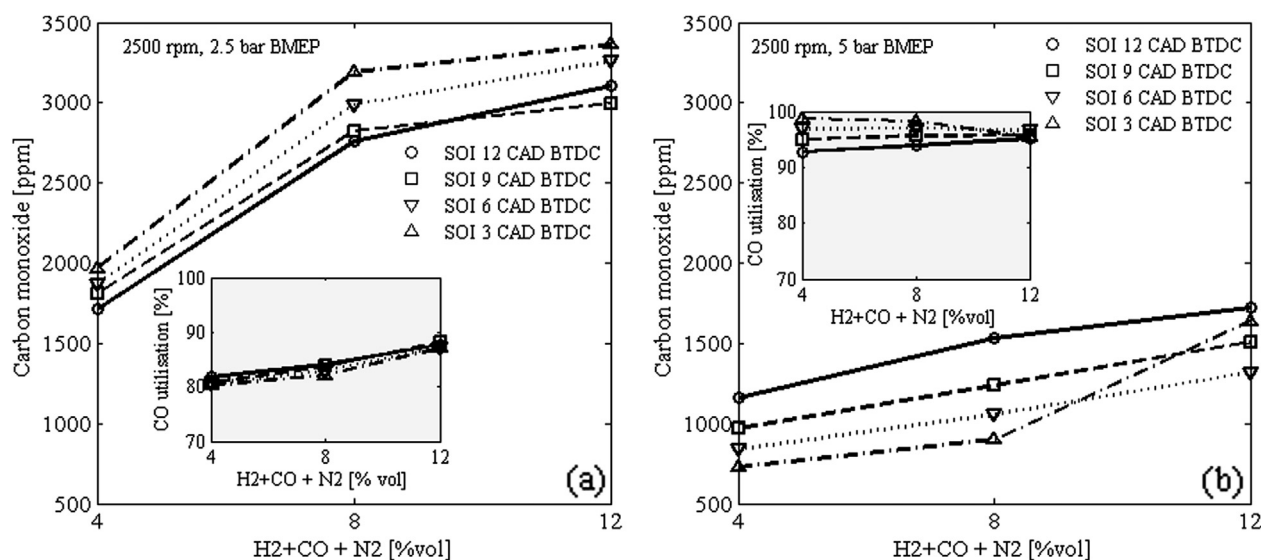 3500
3000
2500
2000
1500
1000
500
Carbon monoxide [ppm]
2500 rpm, 2.5 bar BMEP
SOI 12 CAD BTDC
SOI 9 CAD BTDC
SOI 6 CAD BTDC
SOI 3 CAD BTDC
100
90
80
70
CO utilisation [%]
4 8 12
H2+CO + N2 [% vol]
(a)
4 8 12
H2+CO + N2 [%vol]
3500
3000
2500
2000
1500
1000
500
Carbon monoxide [ppm]
2500 rpm, 5 bar BMEP
SOI 12 CAD BTDC
SOI 9 CAD BTDC
SOI 6 CAD BTDC
SOI 3 CAD BTDC
100
90
80
70
CO utilisation [%]
4 8 12
H2+CO + N2 [%vol]
(b)
4 8 12
H2+CO + N2 [%vol]